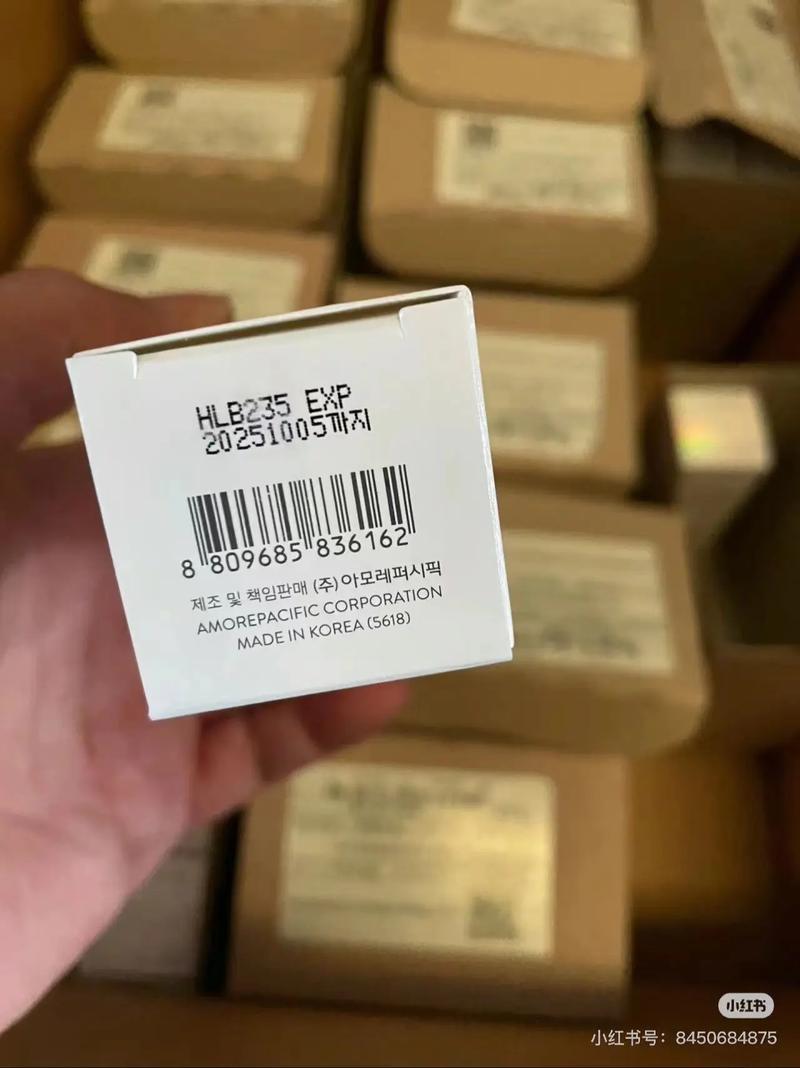 HLB235 EXP
20251005까지
8 809685 836162
제조 및 책임판매 (주)아모레퍼시픽
AMOREPACIFIC CORPORATION
MADE IN KOREA (5618)
小红书
小红书号：8450684875